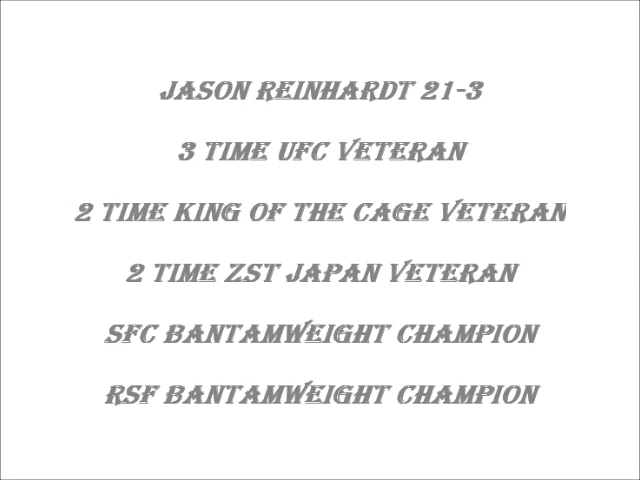 JASON REINHARDT 21-3
3 TIME UFC VETERAN
2 TIME KING OF THE CAGE VETERAN
2 TIME ZST JAPAN VETERAN
SFC BANTAMWEIGHT CHAMPION
RSF BANTAMWEIGHT CHAMPION